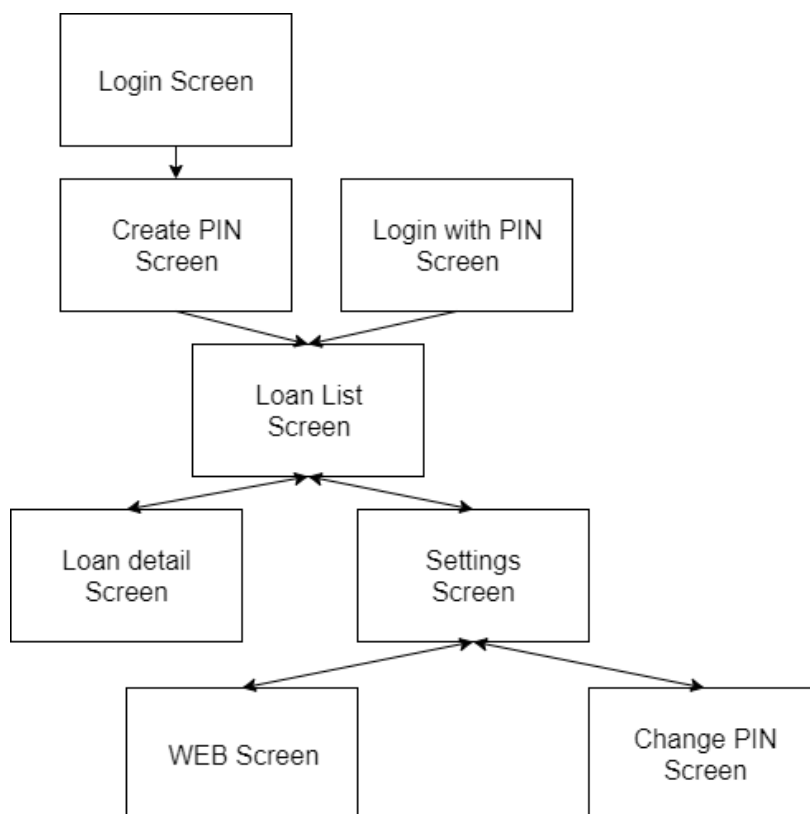 Login Screen
Create PIN
Screen
Login with PIN
Screen
Loan List
Screen
Loan detail
Screen
Settings
Screen
WEB Screen
Change PIN
Screen